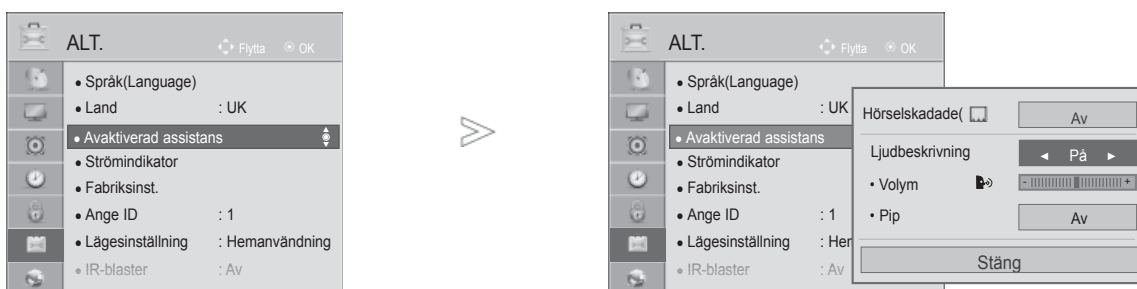 ALT. Flytta OK
• Språk(Language)
• Land : UK
• Avaktiverad assistans
• Strömindikator
• Fabriksinst.
• Ange ID : 1
• Lägesinställning : Hemanvändning
• IR-blaster : Av
ALT. Flytta OK
• Språk(Language)
• Land : UK
• Avaktiverad assistans
• Strömindikator
• Fabriksinst.
• Ange ID : 1
• Lägesinställning : Her
• IR-blaster : Av
Hörselskadade( Av
Ljudbeskrivning ◄ På ►
• Volym - +
• Pip Av
Stäng